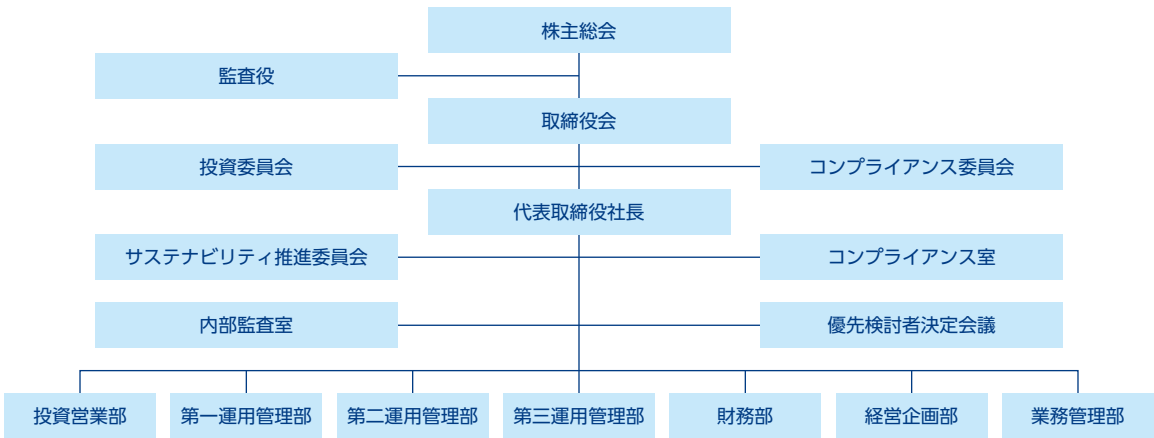 株主総会
監査役
取締役会
投資委員会
コンプライアンス委員会
代表取締役社長
サステナビリティ推進委員会
コンプライアンス室
内部監査室
優先検討者決定会議
投資営業部
第一運用管理部
第二運用管理部
第三運用管理部
財務部
経営企画部
業務管理部